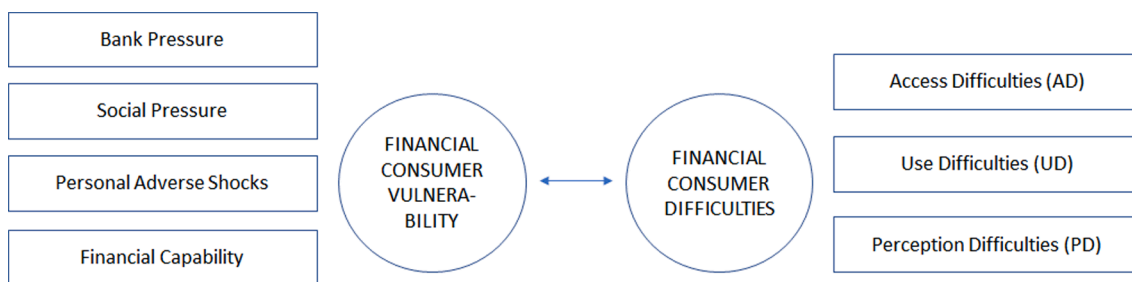 Bank Pressure
Social Pressure
Personal Adverse Shocks
Financial Capability
FINANCIAL
CONSUMER
VULNERA-
BILITY
FINANCIAL
CONSUMER
DIFFICULTIES
Access Difficulties (AD)
Use Difficulties (UD)
Perception Difficulties (PD)